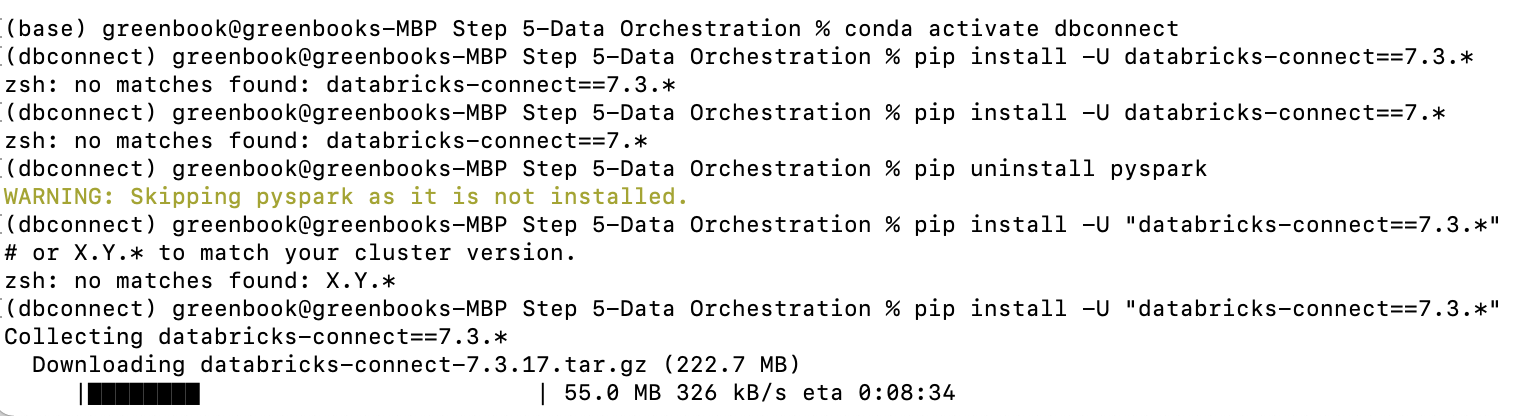 (base) greenbook@greenbooks-MBP Step 5-Data Orchestration % conda activate dbconnect
(dbconnect) greenbook@greenbooks-MBP Step 5-Data Orchestration % pip install -U databricks-connect==7.3.*
zsh: no matches found: databricks-connect==7.3.*
(dbconnect) greenbook@greenbooks-MBP Step 5-Data Orchestration % pip install -U databricks-connect==7.*
zsh: no matches found: databricks-connect==7.*
(dbconnect) greenbook@greenbooks-MBP Step 5-Data Orchestration % pip uninstall pyspark
WARNING: Skipping pyspark as it is not installed.
(dbconnect) greenbook@greenbooks-MBP Step 5-Data Orchestration % pip install -U "databricks-connect==7.3.*"
# or X.Y.* to match your cluster version.
zsh: no matches found: X.Y.*
(dbconnect) greenbook@greenbooks-MBP Step 5-Data Orchestration % pip install -U "databricks-connect==7.3.*"
Collecting databricks-connect==7.3.*
Downloading databricks-connect-7.3.17.tar.gz (222.7 MB)
|████████ | 55.0 MB 326 kB/s eta 0:08:34